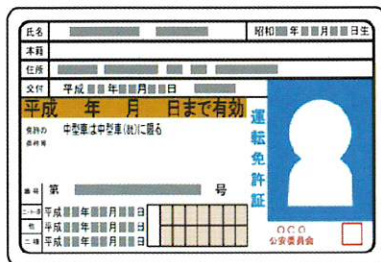 氏名 昭和 年 月 日生
本籍
住所
交付 平成 年 月 日
平成 年 月 日まで有効
免許の
条件等
中型車は中型車(8t)に限る
運転免許証
番号 第 号
平成 年 月 日
他 平成 年 月 日
二種 平成 年 月 日
○○○
公安委員会